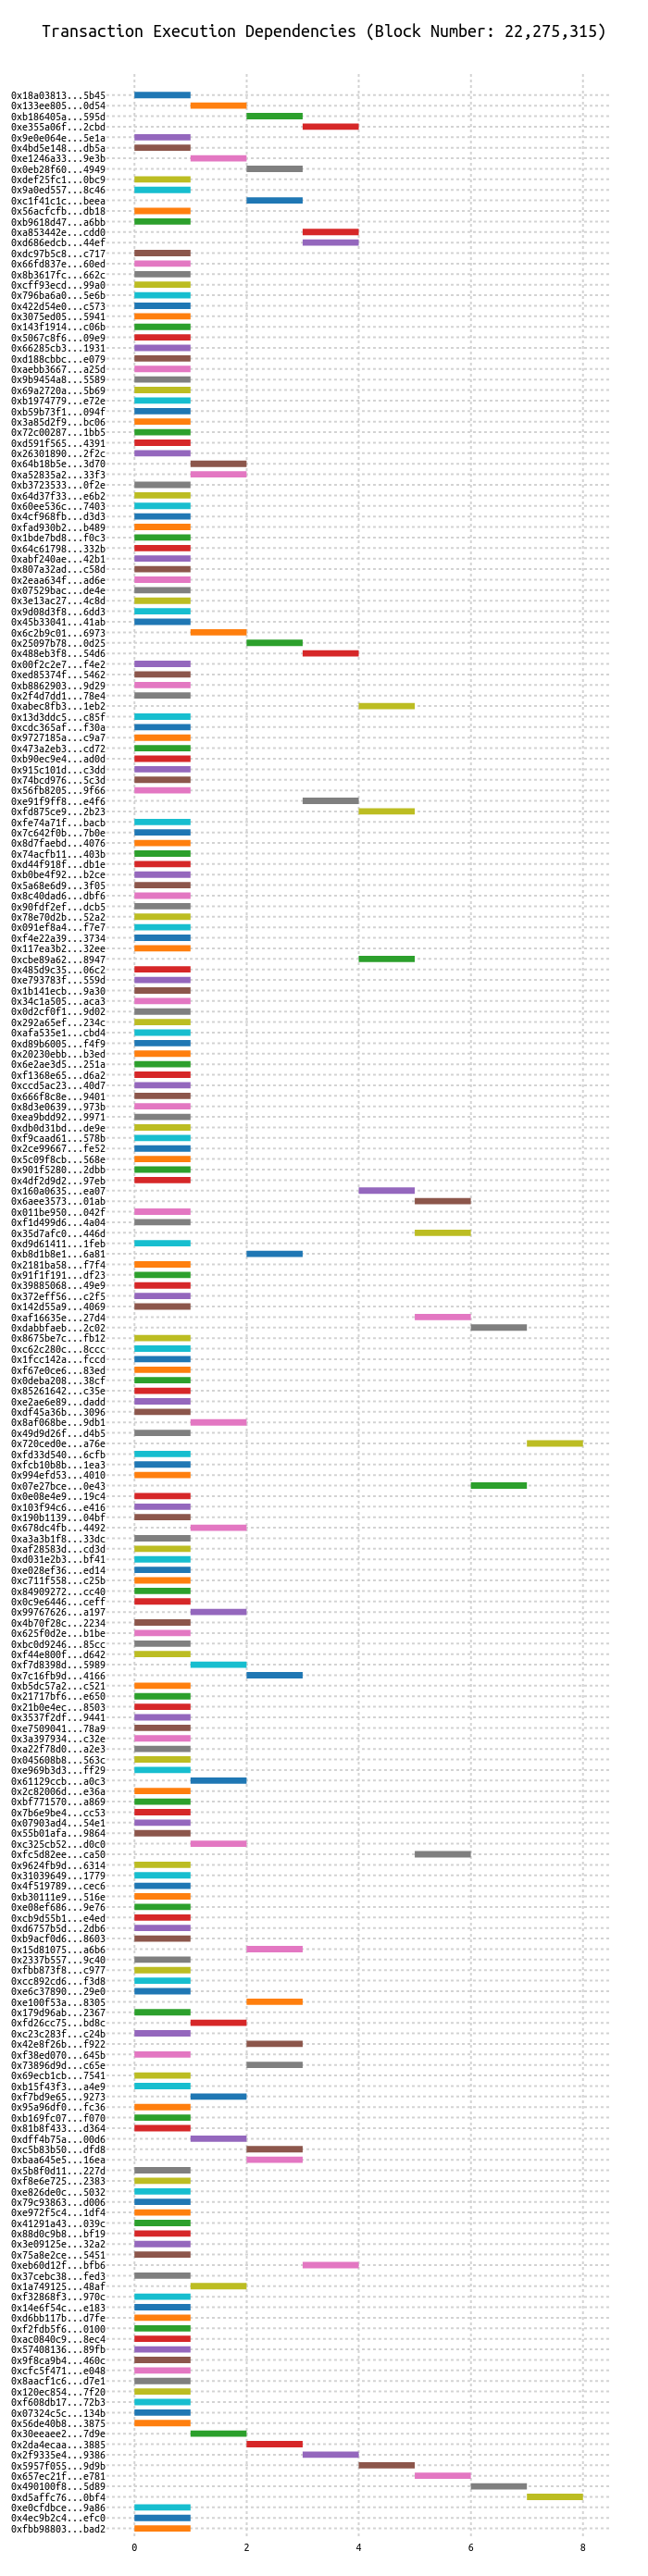 Transaction Execution Dependencies (Block Number: 22,275,315)
0x18a03813...5b45
0x133ee805...0d54
0xb186405a...595d
0xe355a06f...2cbd
0x9e0e064e...5e1a
0x4bd5e148...db5a
0xe1246a33...9e3b
0x0eb28f60...4949
0xdef25fc1...0bc9
0x9a0ed557...8c46
0xc1f41c1c...beea
0x56acfcfb...db18
0xb9618d47...a6bb
0xa853442e...cdd0
0xd686edcb...44ef
0xdc97b5c8...c717
0x66fd837e...60ed
0x8b3617fc...662c
0xcff93ecd...99a0
0x796ba6a0...5e6b
0x422d54e0...c573
0x3075ed05...5941
0x143f1914...c06b
0x5067c8f6...09e9
0x66285cb3...1931
0xd188cbbc...e079
0xaebb3667...a25d
0x9b9454a8...5589
0x69a2720a...5b69
0xb1974779...e72e
0xb59b73f1...094f
0x3a85d2f9...bc06
0x72c00287...1bb5
0xd591f565...4391
0x26301890...2f2c
0x64b18b5e...3d70
0xa52835a2...33f3
0xb3723533...0f2e
0x64d37f33...e6b2
0x60ee536c...7403
0x4cf968fb...d3d3
0xfad930b2...b489
0x1bde7bd8...f0c3
0x64c61798...332b
0xabf240ae...42b1
0x807a32ad...c58d
0x2eaa634f...ad6e
0x07529bac...de4e
0x3e13ac27...4c8d
0x9d08d3f8...6dd3
0x45b33041...41ab
0x6c2b9c01...6973
0x25097b78...0d25
0x488eb3f8...54d6
0x00f2c2e7...f4e2
0xed85374f...5462
0xb8862903...9d29
0x2f4d7dd1...78e4
0xabec8fb3...1eb2
0x13d3ddc5...c85f
0xcdc365af...f30a
0x9727185a...c9a7
0x473a2eb3...cd72
0xb90ec9e4...ad0d
0x915c101d...c3dd
0x74bcd976...5c3d
0x56fb8205...9f66
0xe91f9ff8...e4f6
0xfd875ce9...2b23
0xfe74a71f...bacb
0x7c642f0b...7b0e
0x8d7faebd...4076
0x74acfb11...403b
0xd44f918f...db1e
0xb0be4f92...b2ce
0x5a68e6d9...3f05
0x8c40dad6...dbf6
0x90fdf2ef...dcb5
0x78e70d2b...52a2
0x091ef8a4...f7e7
0xf4e22a39...3734
0x117ea3b2...32ee
0xcbe89a62...8947
0x485d9c35...06c2
0xe793783f...559d
0x1b141ecb...9a30
0x34c1a505...aca3
0x0d2cf0f1...9d02
0x292a65ef...234c
0xafa535e1...cbd4
0xd89b6005...f4f9
0x20230ebb...b3ed
0x6e2ae3d5...251a
0xf1368e65...d6a2
0xccd5ac23...40d7
0x666f8c8e...9401
0x8d3e0639...973b
0xea9bdd92...9971
0xdb0d31bd...de9e
0xf9caad61...578b
0x2ce99667...fe52
0x5c09f8cb...568e
0x901f5280...2dbb
0x4df2d9d2...97eb
0x160a0635...ea07
0x6aee3573...01ab
0x011be950...042f
0xf1d499d6...4a04
0x35d7afc0...446d
0xd9d61411...1feb
0xb8d1b8e1...6a81
0x2181ba58...f7f4
0x91f1f191...df23
0x39885068...49e9
0x372eff56...c2f5
0x142d55a9...4069
0xaf16635e...27d4
0xdabbfaeb...2c02
0x8675be7c...fb12
0xc62c280c...8ccc
0x1fcc142a...fccd
0xf67e0ce6...83ed
0x0deba208...38cf
0x85261642...c35e
0xe2ae6e89...dadd
0xdf45a36b...3096
0x8af068be...9db1
0x49d9d26f...d4b5
0x720ced0e...a76e
0xfd33d540...6cfb
0xfcb10b8b...1ea3
0x994efd53...4010
0x07e27bce...0e43
0x0e08e4e9...19c4
0x103f94c6...e416
0x190b1139...04bf
0x678dc4fb...4492
0xa3a3b1f8...33dc
0xaf28583d...cd3d
0xd031e2b3...bf41
0xe028ef36...ed14
0xc711f558...c25b
0x84909272...cc40
0x0c9e6446...ceff
0x99767626...a197
0x4b70f28c...2234
0x625f0d2e...b1be
0xbc0d9246...85cc
0xf44e800f...d642
0xf7d8398d...5989
0x7c16fb9d...4166
0xb5dc57a2...c521
0x21717bf6...e650
0x21b0e4ec...8503
0x3537f2df...9441
0xe7509041...78a9
0x3a397934...c32e
0xa22f78d0...a2e3
0x045608b8...563c
0xe969b3d3...ff29
0x61129ccb...a0c3
0x2c82006d...e36a
0xbf771570...a869
0x7b6e9be4...cc53
0x07903ad4...54e1
0x55b01afa...9864
0xc325cb52...d0c0
0xfc5d82ee...ca50
0x9624fb9d...6314
0x31039649...1779
0x4f519789...cec6
0xb30111e9...516e
0xe08ef686...9e76
0xcb9d55b1...e4ed
0xd6757b5d...2db6
0xb9acf0d6...8603
0x15d81075...a6b6
0x2337b557...9c40
0xfbb873f8...c977
0xcc892cd6...f3d8
0xe6c37890...29e0
0xe100f53a...8305
0x179d96ab...2367
0xfd26cc75...bd8c
0xc23c283f...c24b
0x42e8f26b...f922
0xf38ed070...645b
0x73896d9d...c65e
0x69ecb1cb...7541
0xb15f43f3...a4e9
0xf7bd9e65...9273
0x95a96df0...fc36
0xb169fc07...f070
0x81b8f433...d364
0xdff4b75a...00d6
0xc5b83b50...dfd8
0xbaa645e5...16ea
0x5b8f0d11...227d
0xf8e6e725...2383
0xe826de0c...5032
0x79c93863...d006
0xe972f5c4...1df4
0x41291a43...039c
0x88d0c9b8...bf19
0x3e09125e...32a2
0x75a8e2ce...5451
0xeb60d12f...bfb6
0x37cebc38...fed3
0x1a749125...48af
0xf32868f3...970c
0x14e6f54c...e183
0xd6bb117b...d7fe
0xf2fdb5f6...0100
0xac0840c9...8ec4
0x57408136...89fb
0x9f8ca9b4...460c
0xcfc5f471...e048
0x8aacf1c6...d7e1
0x120ec854...7f20
0xf608db17...72b3
0x07324c5c...134b
0x56de40b8...3875
0x30eeaee2...7d9e
0x2da4ecaa...3885
0x2f9335e4...9386
0x5957f055...9d9b
0x657ec21f...e781
0x490100f8...5d89
0xd5affc76...0bf4
0xe0cfdbce...9a86
0x4ec9b2c4...efc0
0xfbb98803...bad2
0 2 4 6 8